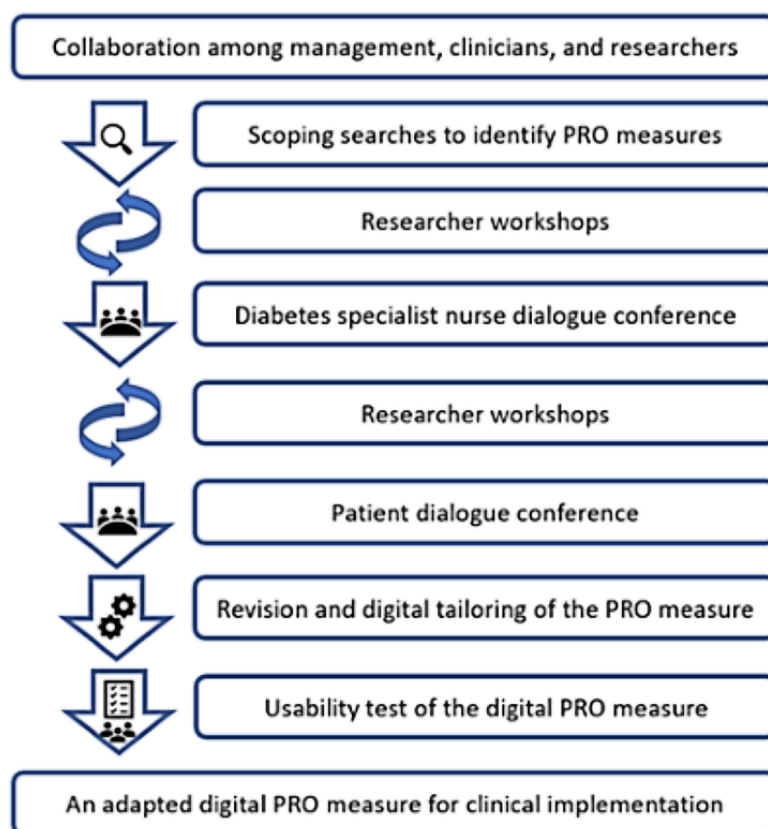 Collaboration among management, clinicians, and researchers
Scoping searches to identify PRO measures
Researcher workshops
Diabetes specialist nurse dialogue conference
Researcher workshops
Patient dialogue conference
Revision and digital tailoring of the PRO measure
Usability test of the digital PRO measure
An adapted digital PRO measure for clinical implementation